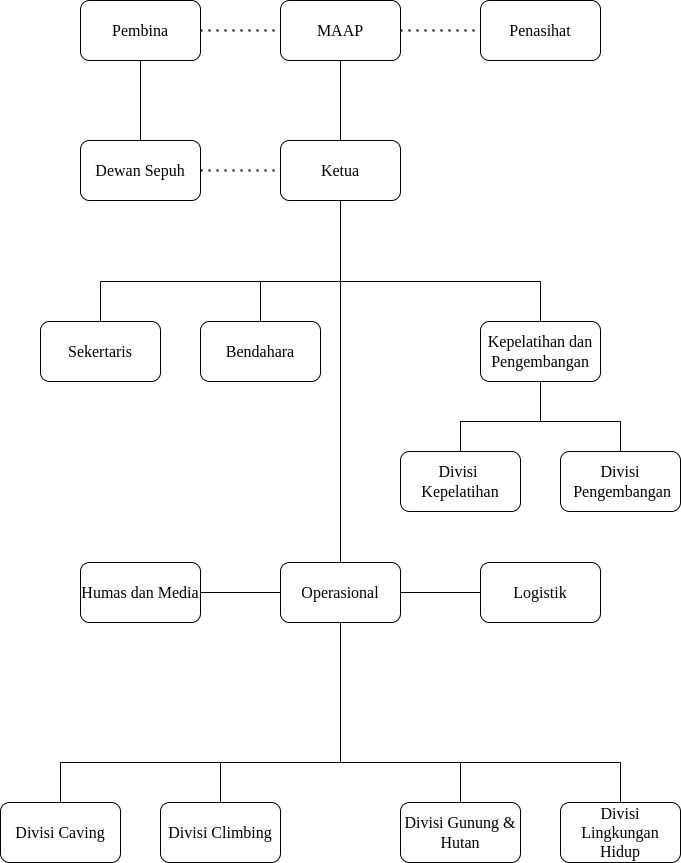 Pembina
MAAP
Penasihat
Dewan Sepuh
Ketua
Sekertaris
Bendahara
Kepelatihan dan
Pengembangan
Divisi
Kepelatihan
Divisi
Pengembangan
Humas dan Media
Operasional
Logistik
Divisi Caving
Divisi Climbing
Divisi Gunung &
Hutan
Divisi
Lingkungan
Hidup